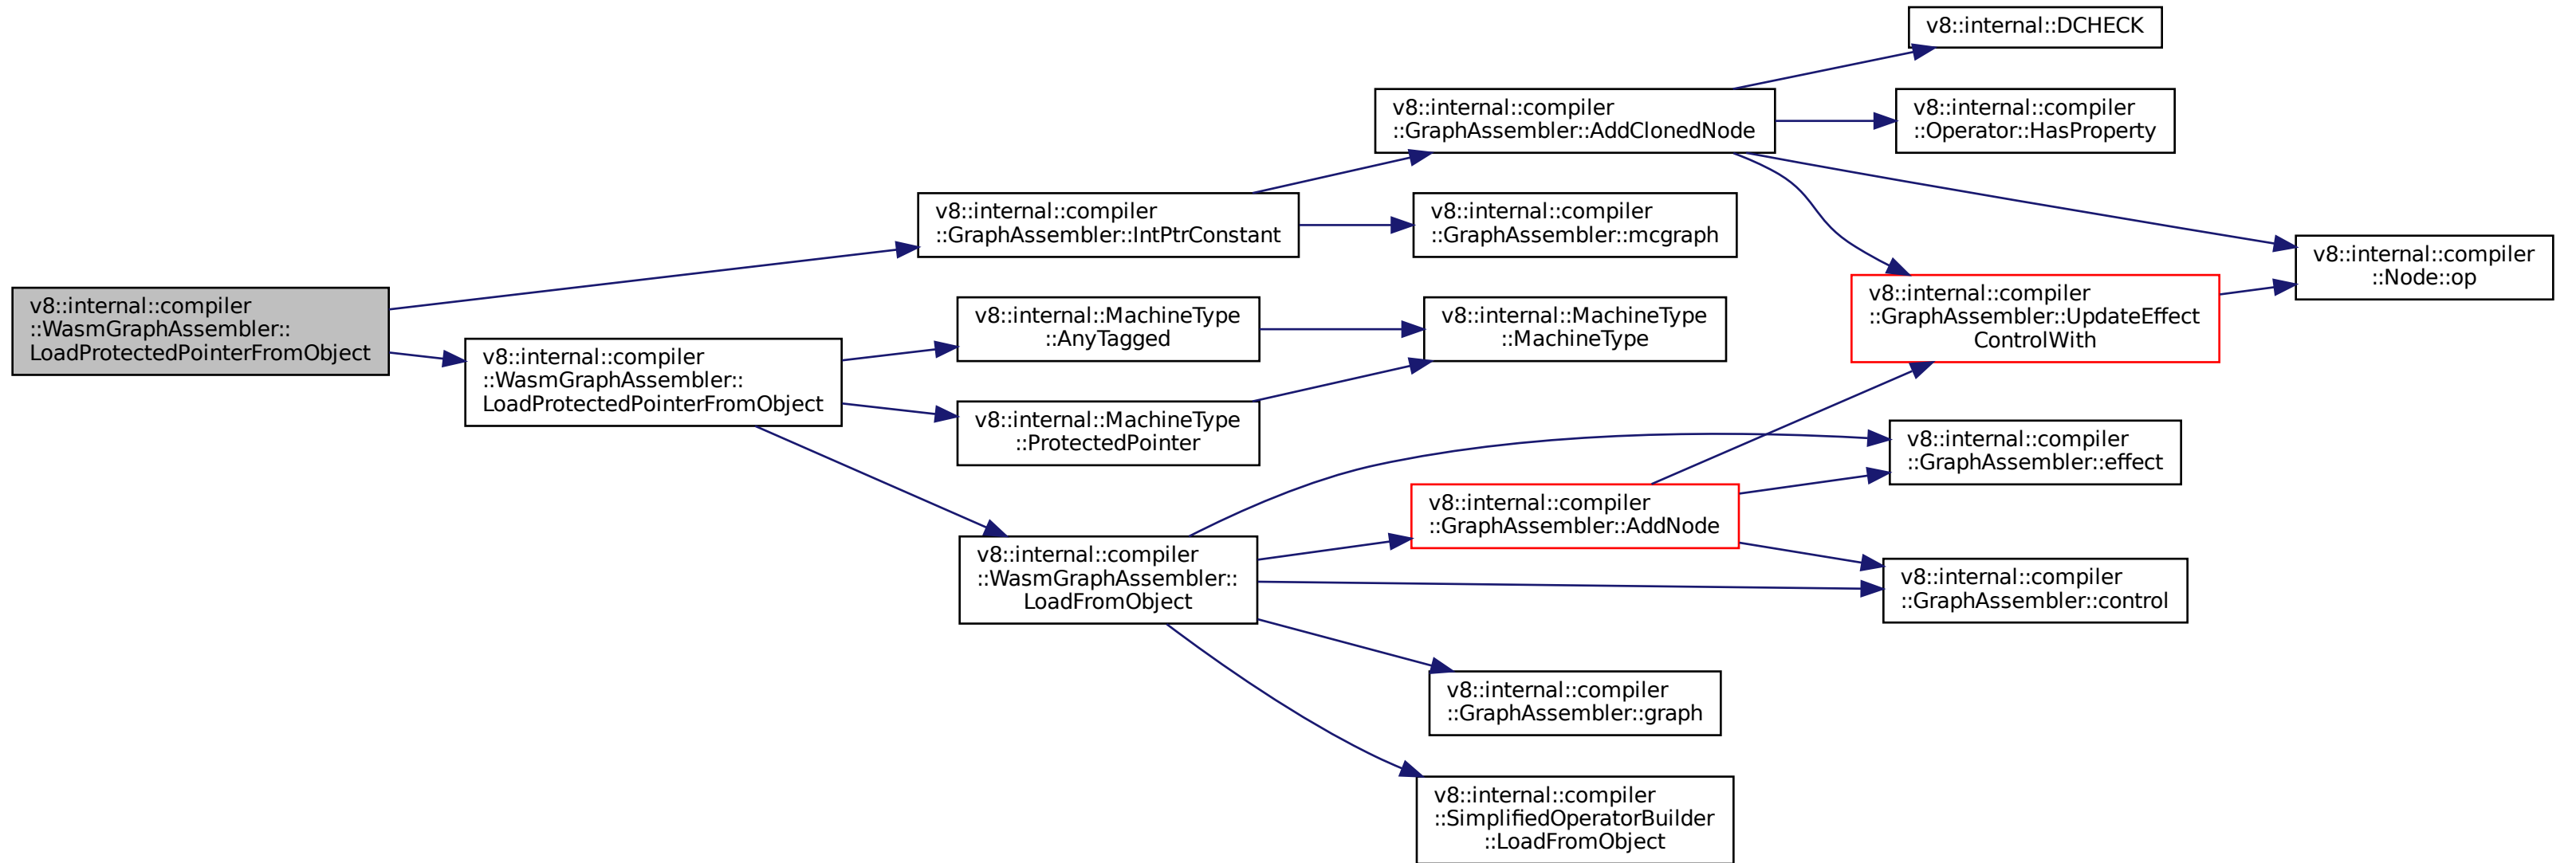 v8::internal::compiler
::WasmGraphAssembler::
LoadProtectedPointerFromObject
v8::internal::compiler
::GraphAssembler::IntPtrConstant
v8::internal::compiler
::GraphAssembler::AddClonedNode
v8::internal::DCHECK
v8::internal::compiler
::Operator::HasProperty
v8::internal::compiler
::Node::op
v8::internal::compiler
::GraphAssembler::UpdateEffect
ControlWith
v8::internal::compiler
::GraphAssembler::mcgraph
v8::internal::compiler
::WasmGraphAssembler::
LoadProtectedPointerFromObject
v8::internal::MachineType
::AnyTagged
v8::internal::MachineType
::MachineType
v8::internal::MachineType
::ProtectedPointer
v8::internal::compiler
::WasmGraphAssembler::
LoadFromObject
v8::internal::compiler
::GraphAssembler::AddNode
v8::internal::compiler
::GraphAssembler::effect
v8::internal::compiler
::GraphAssembler::control
v8::internal::compiler
::GraphAssembler::graph
v8::internal::compiler
::SimplifiedOperatorBuilder
::LoadFromObject